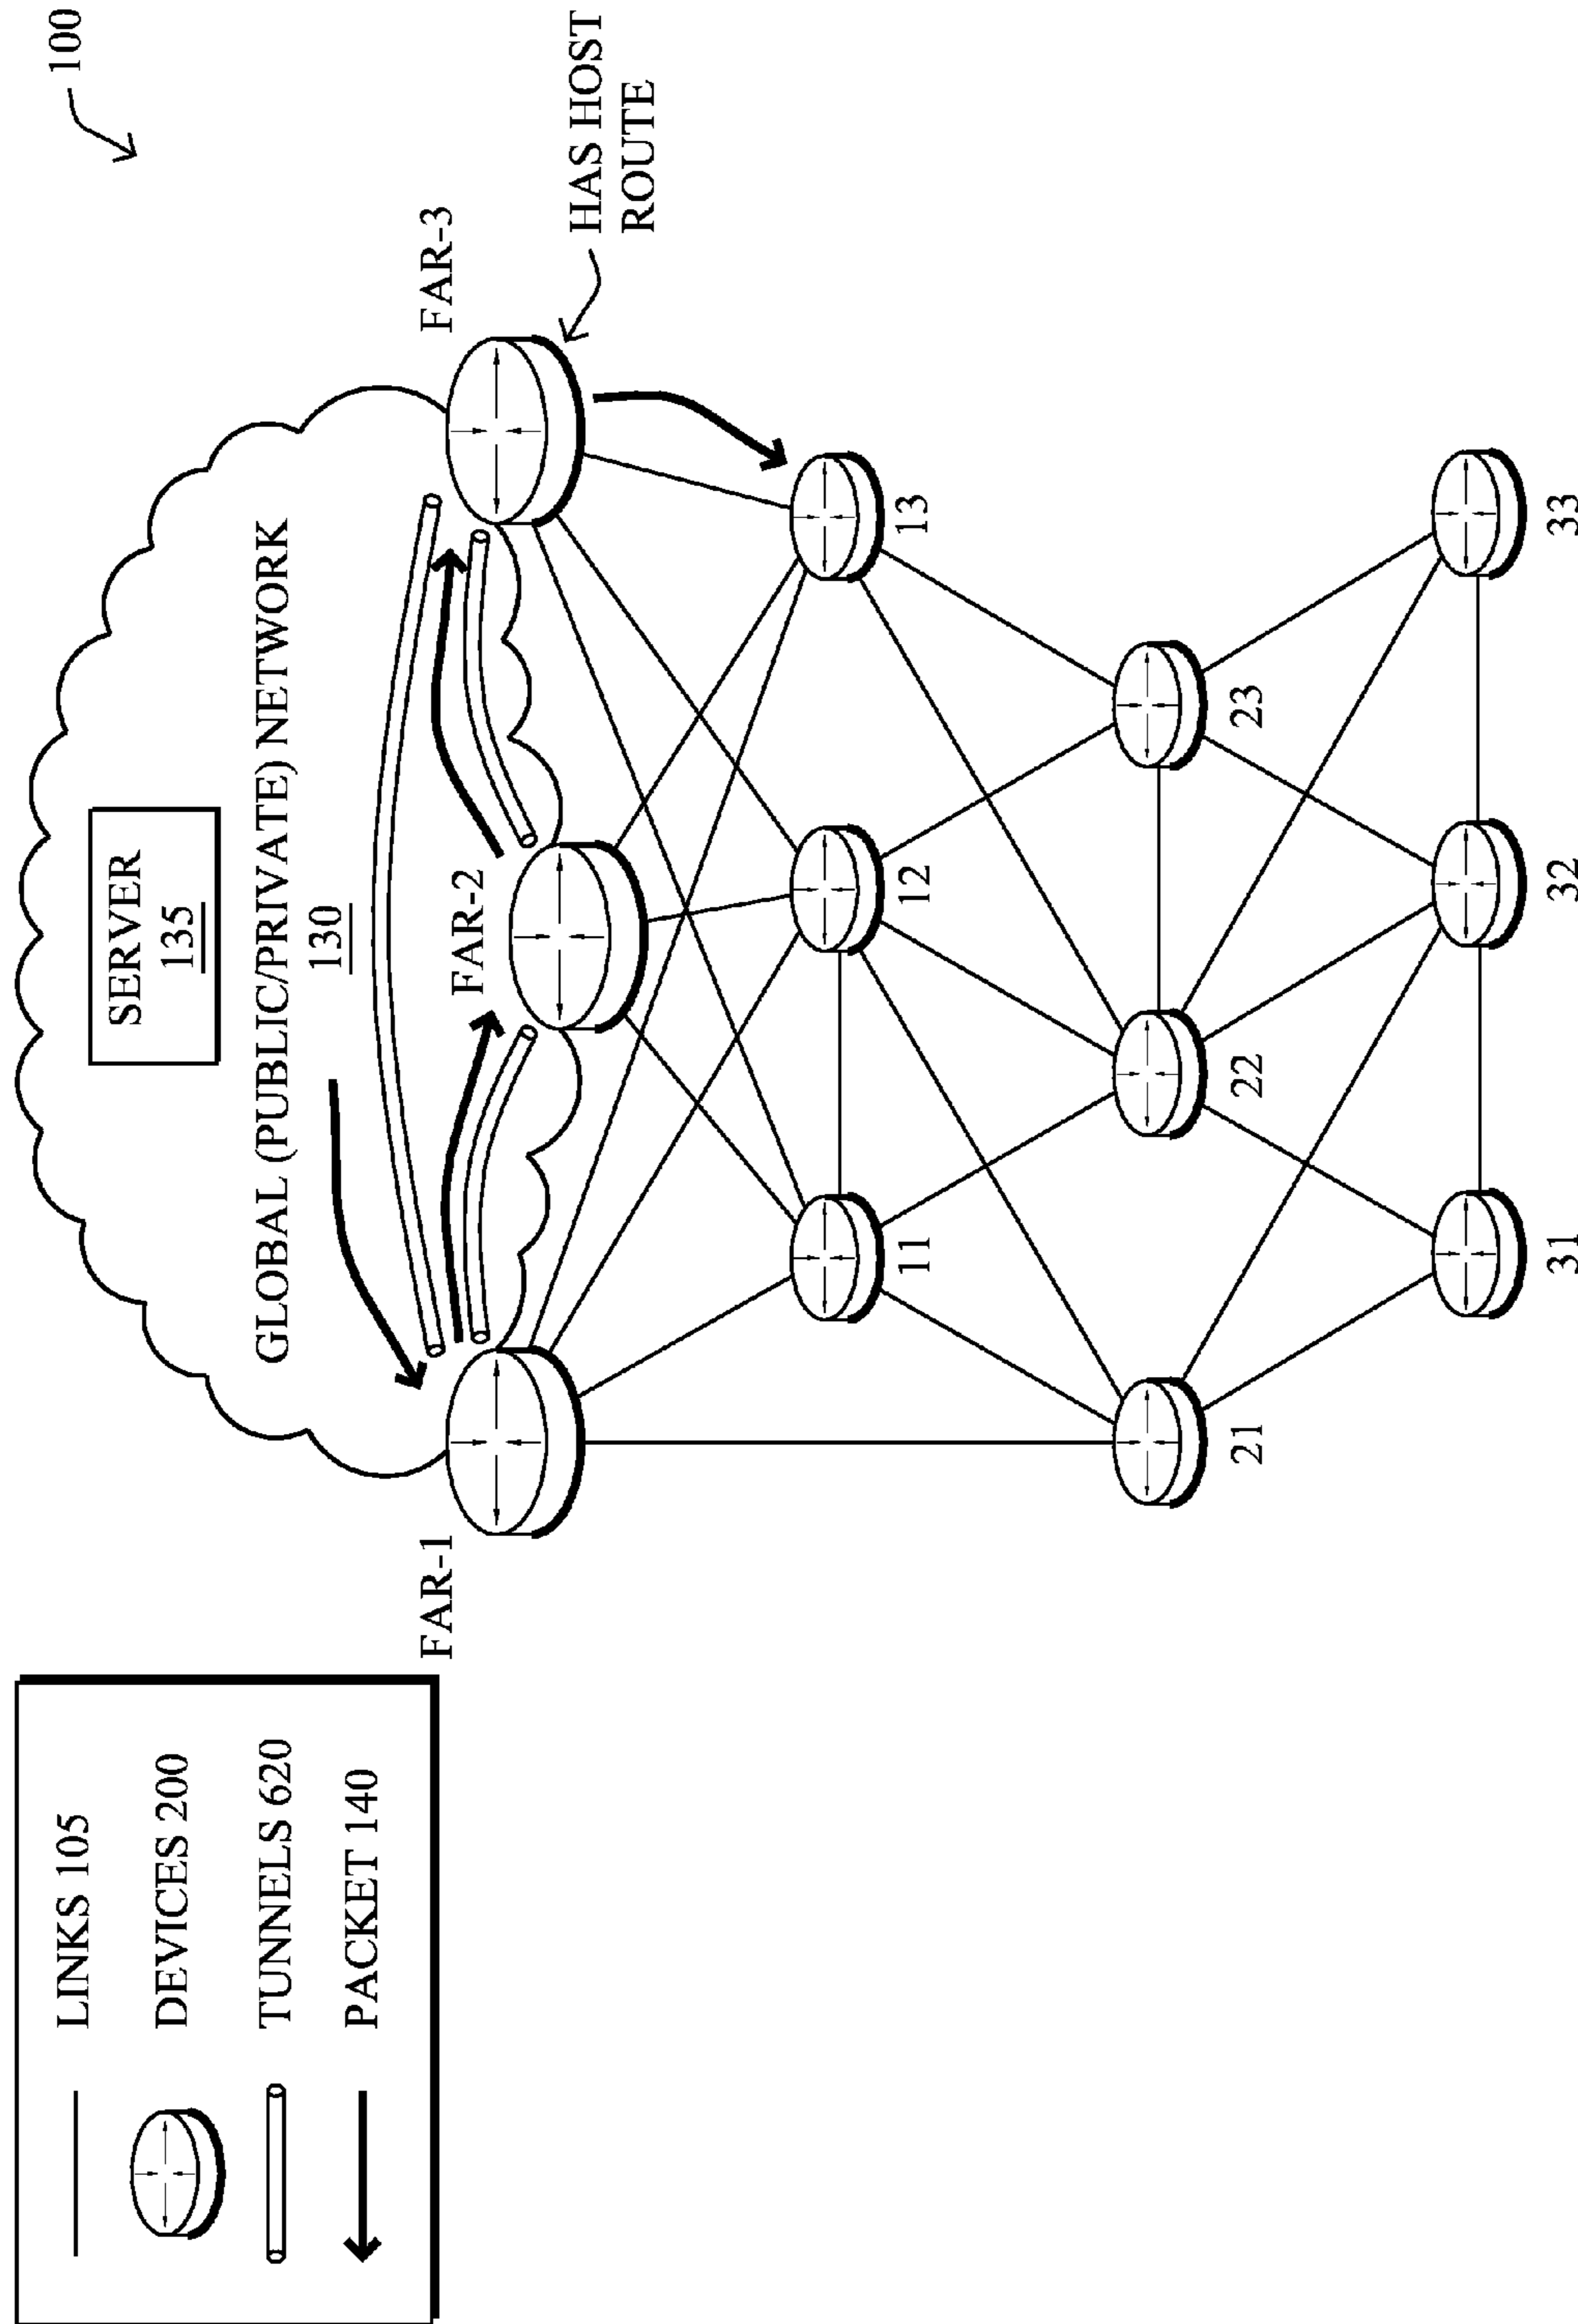 LINKS 105
DEVICES 200
TUNNELS 620
PACKET 140
100
SERVER
135
GLOBAL (PUBLIC/PRIVATE) NETWORK
130
FAR-1
FAR-2
FAR-3
HAS HOST
ROUTE
11
12
13
21
22
23
31
32
33